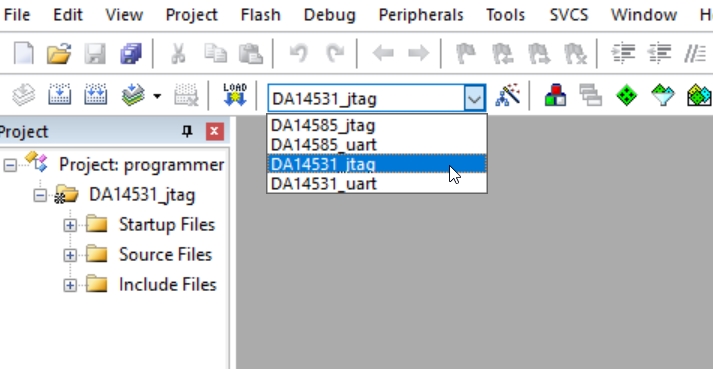 File Edit View Project Flash Debug Peripherals Tools SVCS Window
LOAD
DA14531_jtag
DA14585_jtag
DA14585_uart
DA14531_jtag
DA14531_uart
Project
Project: programmer
DA14531_jtag
Startup Files
Source Files
Include Files